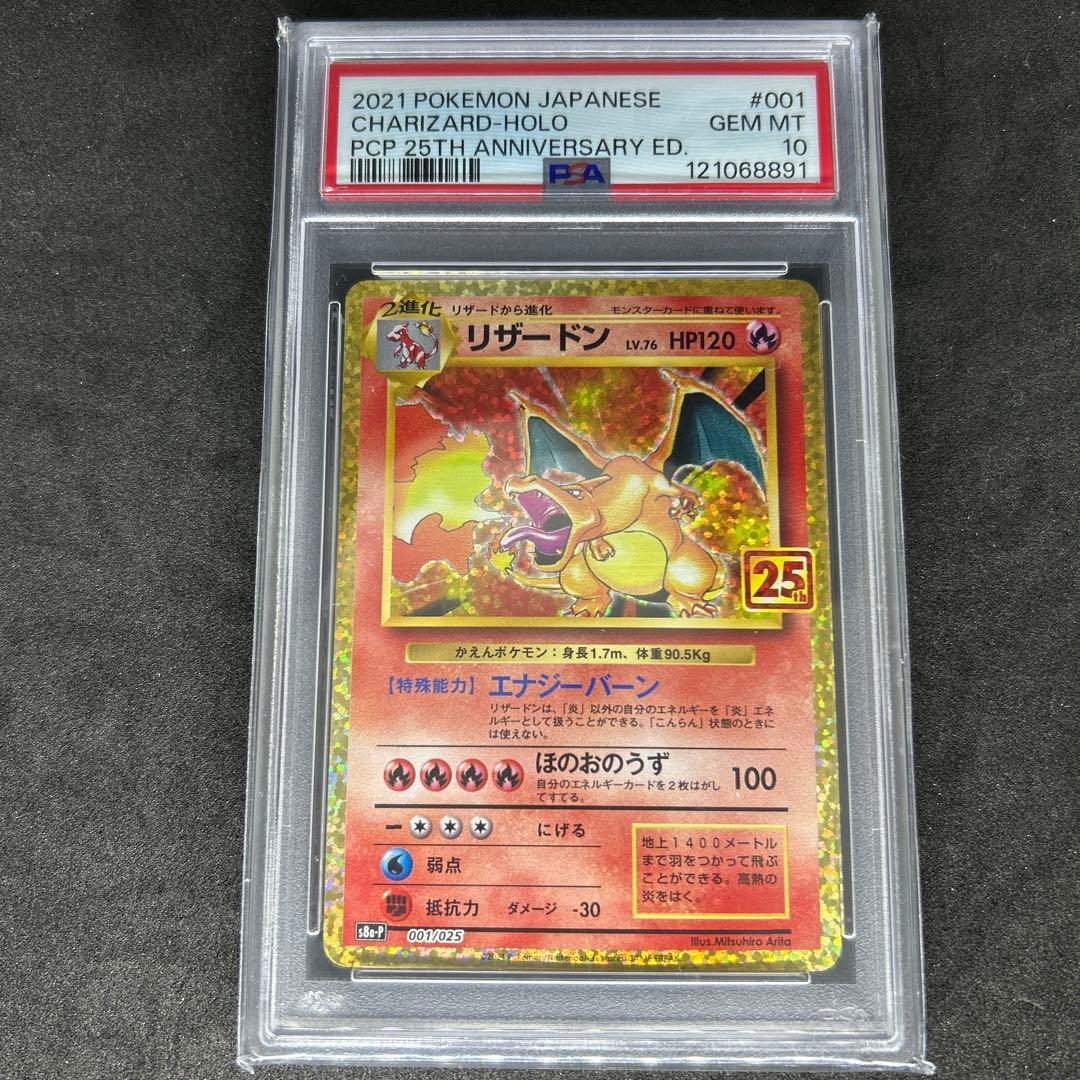 2021 POKEMON JAPANESE #001
CHARIZARD-HOLO GEM MT
PCP 25TH ANNIVERSARY ED. 10
PSA 121068891
2進化 リザードから進化 モンスターカードに重ねて使います。
リザードン LV.76 HP120
25th
かえんポケモン：身長1.7m、体重90.5Kg
【特殊能力】エナジーバーン
リザードンは、「炎」以外の自分のエネルギーを「炎」エネ
ルギーとして扱うことができる。「こんらん」状態のときに
は使えない。
ほのおのうず 100
自分のエネルギーカードを２枚はがし
てすてる。
にげる
弱点
抵抗力 ダメージ -30
地上１４００メートル
まで羽をつかって飛ぶ
ことができる。高熱の
炎をはく。
s8a-P 001/025
Illus.Mitsuhiro Arita